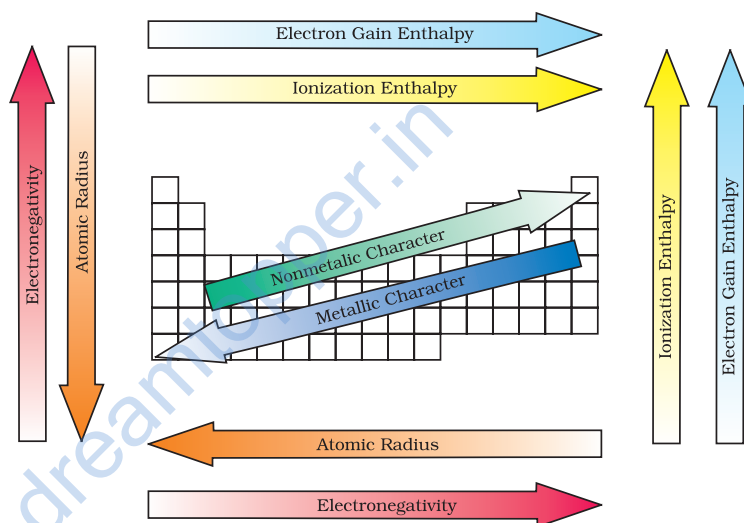 Electron Gain Enthalpy
Ionization Enthalpy
Electronegativity
Atomic Radius
Nonmetalic Character
Metallic Character
Ionization Enthalpy
Electron Gain Enthalpy
Atomic Radius
Electronegativity
dreamtopper.in